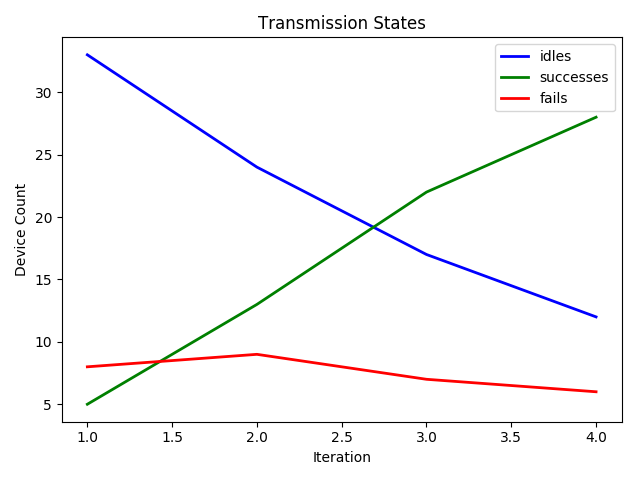 Transmission States
idles
successes
fails
Device Count
30
25
20
15
10
5
1.0 1.5 2.0 2.5 3.0 3.5 4.0
Iteration